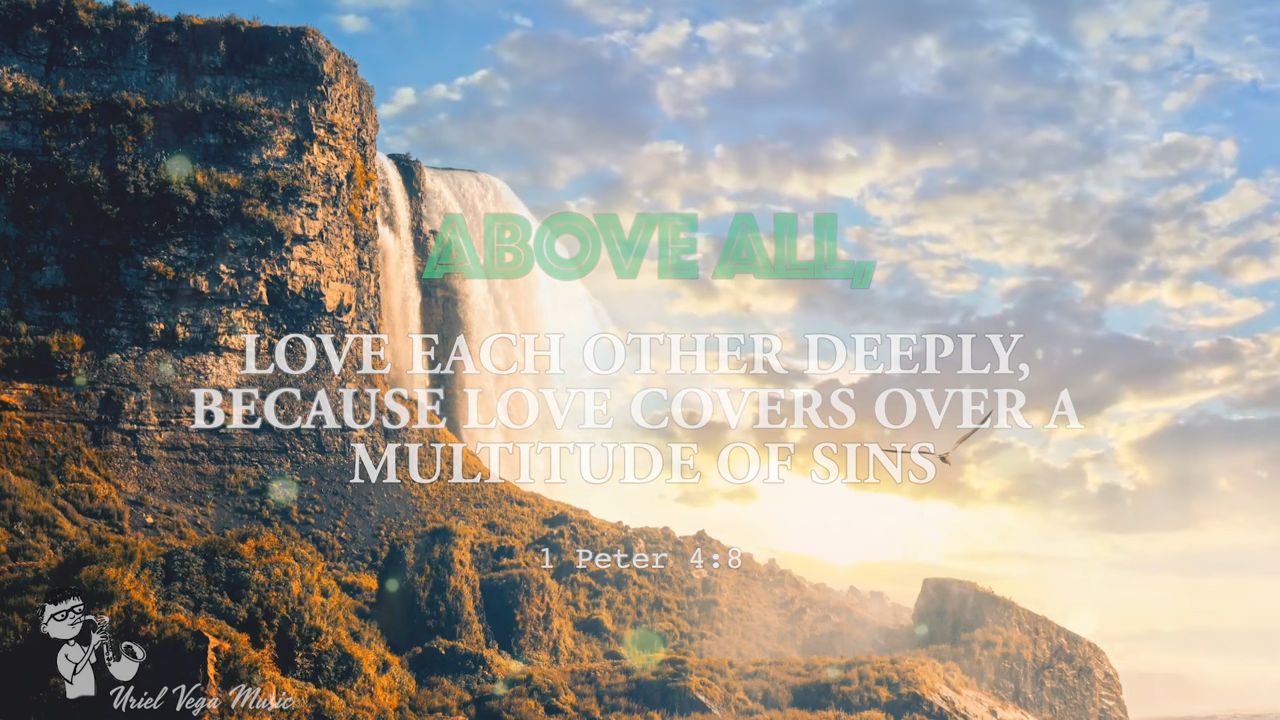 ABOVE ALL,
LOVE EACH OTHER DEEPLY,
BECAUSE LOVE COVERS OVER A
MULTITUDE OF SINS
1 Peter 4:8
Uriel Vega Music